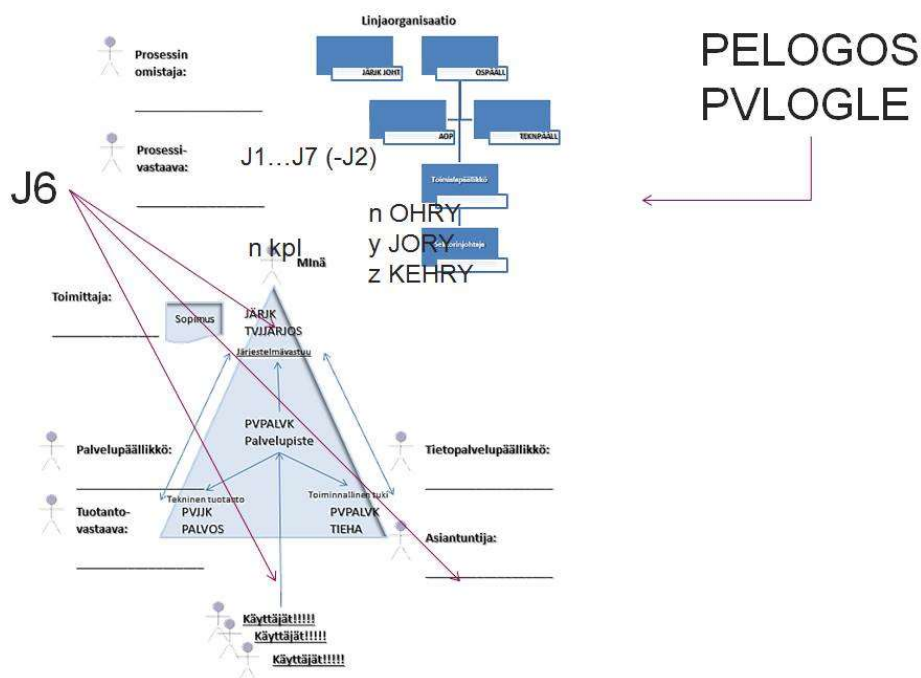 Linjaorganisaatio
Prosessin
omistaja:
JÄRJK JOHT
OSPÄÄLL
PELOGOS
PVLOGLE
AOP
TEKNPÄÄLL
Prosessi-
vastaava:
J1...J7 (-J2)
Toimialapäällikkö
J6
n OHRY
y JORY
z KEHRY
Sektorinjohtaja
n kpl
Minä
Toimittaja:
Sopimus
JÄRJK
TVJJÄRJOS
Järjestelmävastuu
PVPALVK
Palvelupiste
Palvelupäällikkö:
Tietopalvelupäällikkö:
Tekninen tuotanto
PVJJK
PALVOS
Toiminnallinen tuki
PVPALVK
TIEHA
Tuotanto-
vastaava:
Asiantuntija:
Käyttäjät!!!!!
Käyttäjät!!!!!
Käyttäjät!!!!!